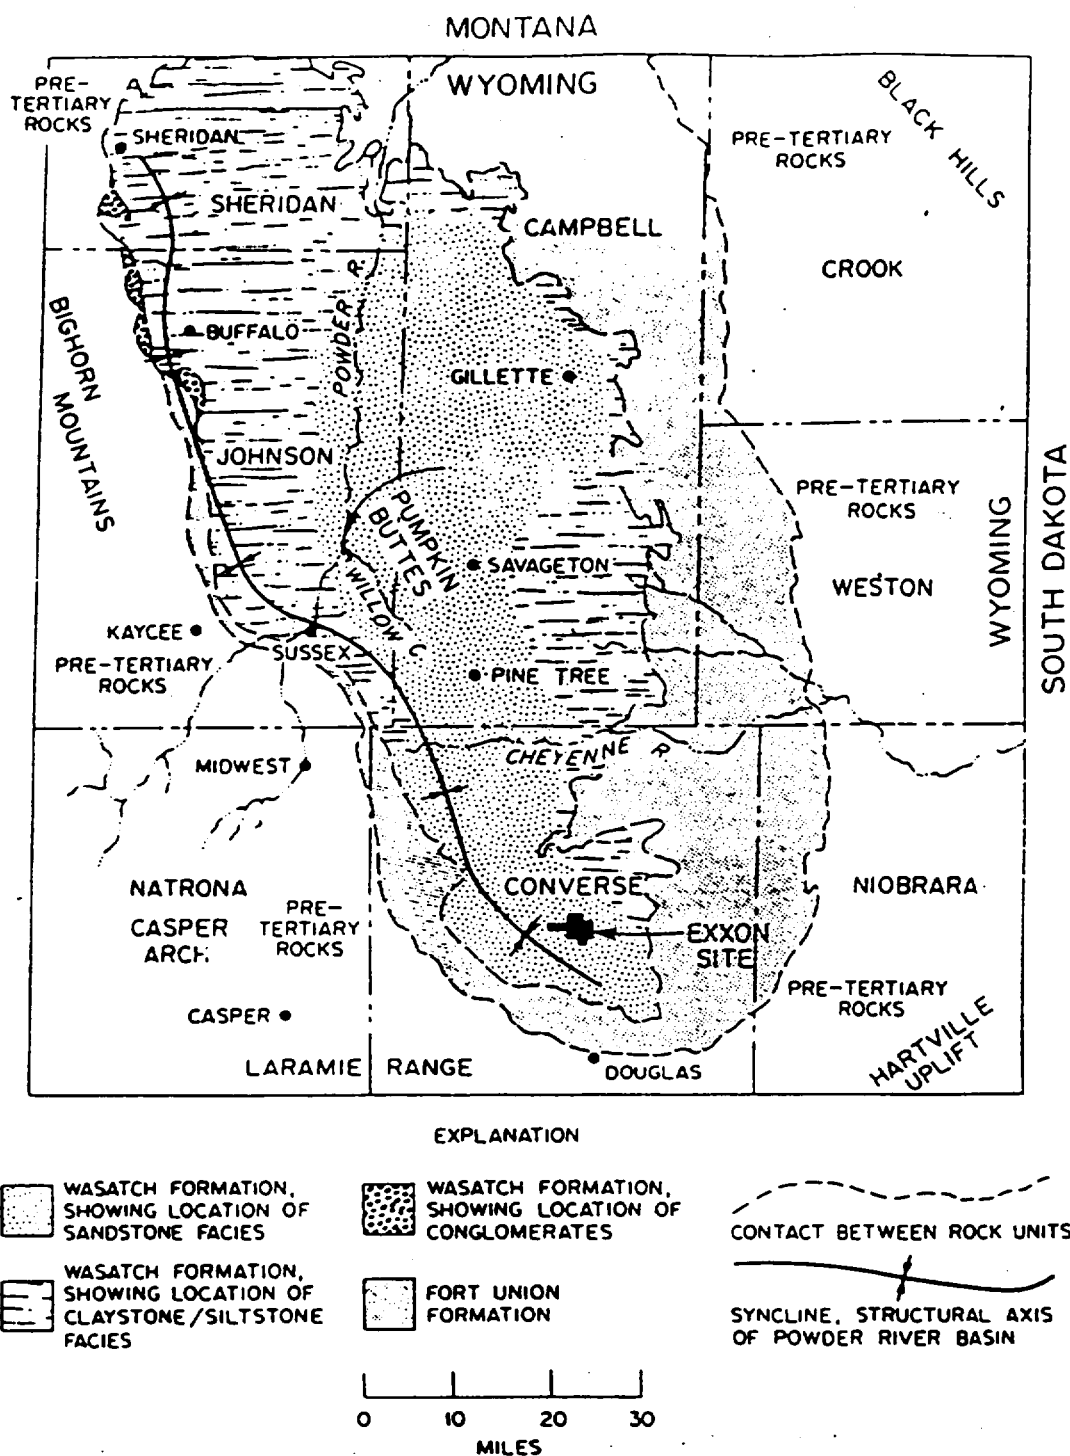 MONTANA
WYOMING
PRE-
TERTIARY
ROCKS
SHERIDAN
SHERIDAN
CAMPBELL
PRE-TERTIARY
ROCKS
BLACK HILLS
CROOK
BIGHORN
MOUNTAINS
BUFFALO
POWDER R.
GILLETTE
JOHNSON
PUMPKIN
BUTTES
WILLOW C.
SAVAGETON
PRE-TERTIARY
ROCKS
WESTON
WYOMING
SOUTH DAKOTA
KAYCEE
SUSSEX
PRE-TERTIARY
ROCKS
PINE TREE
MIDWEST
CHEYENNE R.
NATRONA
CASPER
ARCH
PRE-
TERTIARY
ROCKS
CONVERSE
NIOBRARA
EXXON
SITE
PRE-TERTIARY
ROCKS
CASPER
LARAMIE RANGE
DOUGLAS
HARTVILLE
UPLIFT
EXPLANATION
WASATCH FORMATION,
SHOWING LOCATION OF
SANDSTONE FACIES
WASATCH FORMATION,
SHOWING LOCATION OF
CLAYSTONE/SILTSTONE
FACIES
WASATCH FORMATION,
SHOWING LOCATION OF
CONGLOMERATES
FORT UNION
FORMATION
CONTACT BETWEEN ROCK UNITS
SYNCLINE, STRUCTURAL AXIS
OF POWDER RIVER BASIN
0 10 20 30
MILES